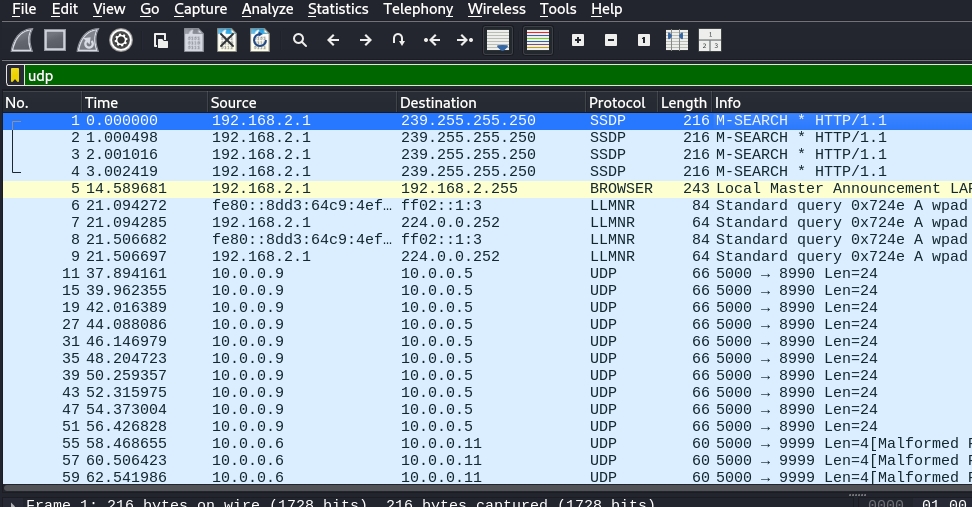 File Edit View Go Capture Analyze Statistics Telephony Wireless Tools Help
udp
No. Time Source Destination Protocol Length Info
1 0.000000 192.168.2.1 239.255.255.250 SSDP 216 M-SEARCH * HTTP/1.1
2 1.000498 192.168.2.1 239.255.255.250 SSDP 216 M-SEARCH * HTTP/1.1
3 2.001016 192.168.2.1 239.255.255.250 SSDP 216 M-SEARCH * HTTP/1.1
4 3.002419 192.168.2.1 239.255.255.250 SSDP 216 M-SEARCH * HTTP/1.1
5 14.589681 192.168.2.1 192.168.2.255 BROWSER 243 Local Master Announcement LAP
6 21.094272 fe80::8dd3:64c9:4ef… ff02::1:3 LLMNR 84 Standard query 0x724e A wpad
7 21.094285 192.168.2.1 224.0.0.252 LLMNR 64 Standard query 0x724e A wpad
8 21.506682 fe80::8dd3:64c9:4ef… ff02::1:3 LLMNR 84 Standard query 0x724e A wpad
9 21.506697 192.168.2.1 224.0.0.252 LLMNR 64 Standard query 0x724e A wpad
11 37.894161 10.0.0.9 10.0.0.5 UDP 66 5000 → 8990 Len=24
15 39.962355 10.0.0.9 10.0.0.5 UDP 66 5000 → 8990 Len=24
19 42.016389 10.0.0.9 10.0.0.5 UDP 66 5000 → 8990 Len=24
27 44.088086 10.0.0.9 10.0.0.5 UDP 66 5000 → 8990 Len=24
31 46.146979 10.0.0.9 10.0.0.5 UDP 66 5000 → 8990 Len=24
35 48.204723 10.0.0.9 10.0.0.5 UDP 66 5000 → 8990 Len=24
39 50.259357 10.0.0.9 10.0.0.5 UDP 66 5000 → 8990 Len=24
43 52.315975 10.0.0.9 10.0.0.5 UDP 66 5000 → 8990 Len=24
47 54.373004 10.0.0.9 10.0.0.5 UDP 66 5000 → 8990 Len=24
51 56.426828 10.0.0.9 10.0.0.5 UDP 66 5000 → 8990 Len=24
55 58.468655 10.0.0.6 10.0.0.11 UDP 60 5000 → 9999 Len=4[Malformed P
57 60.506423 10.0.0.6 10.0.0.11 UDP 60 5000 → 9999 Len=4[Malformed P
59 62.541986 10.0.0.6 10.0.0.11 UDP 60 5000 → 9999 Len=4[Malformed P
Frame 1: 216 bytes on wire (1728 bits), 216 bytes captured (1728 bits) 0000 01 00